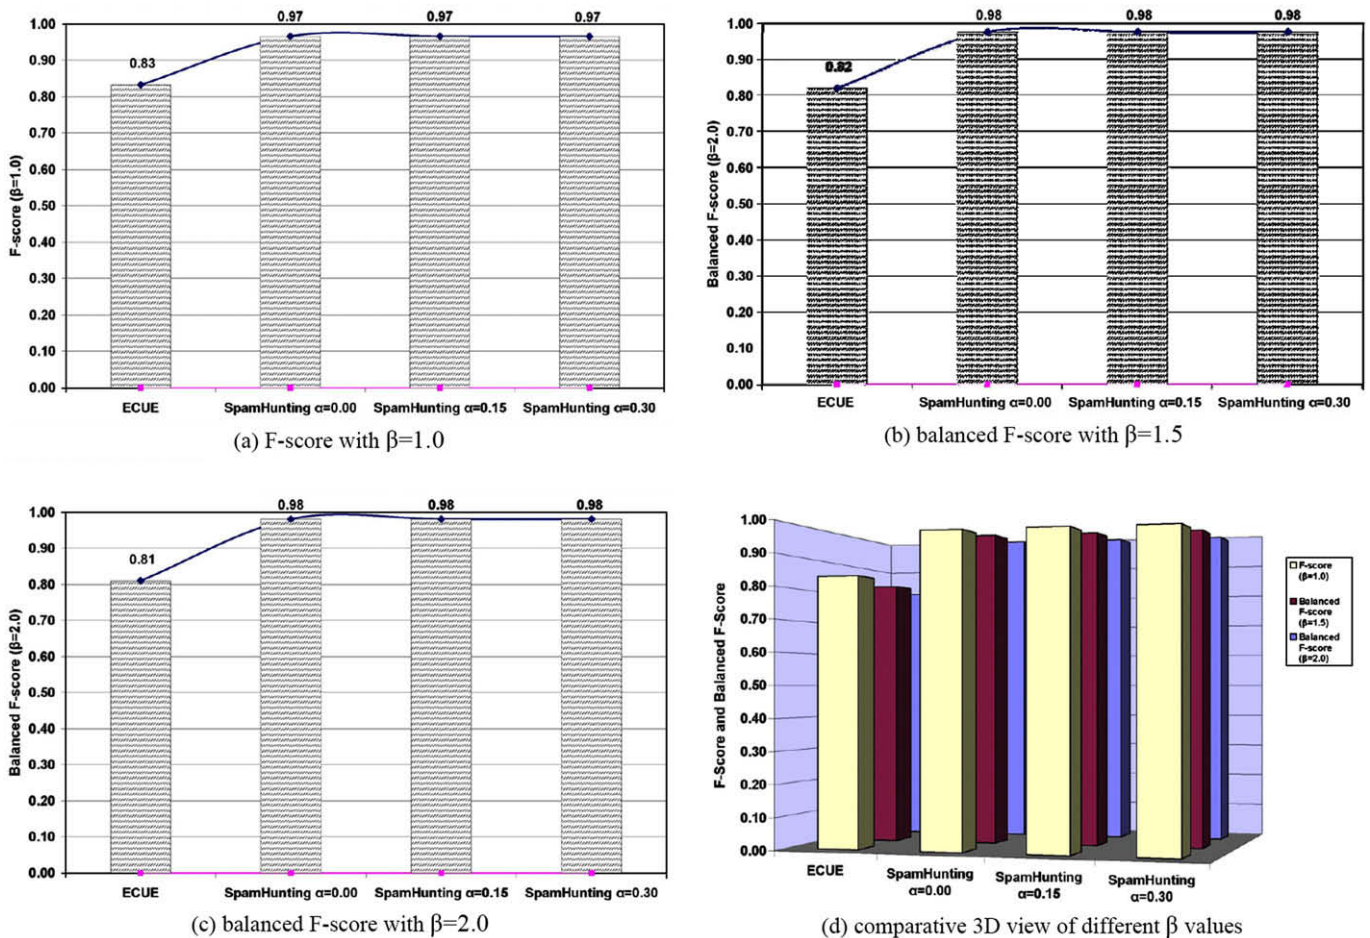 0.97 0.97 0.97
1.00
0.90
0.83
0.80
0.70
0.60
0.50
0.40
0.30
0.20
0.10
0.00
F-score (β=1.0)
ECUE SpamHunting α=0.00 SpamHunting α=0.15 SpamHunting α=0.30
(a) F-score with β=1.0
0.98 0.98 0.98
1.00
0.90
0.82
0.80
0.70
0.60
0.50
0.40
0.30
0.20
0.10
0.00
Balanced F-score (β=2.0)
ECUE SpamHunting α=0.00 SpamHunting α=0.15 SpamHunting α=0.30
(b) balanced F-score with β=1.5
0.98 0.98 0.98
1.00
0.90
0.81
0.80
0.70
0.60
0.50
0.40
0.30
0.20
0.10
0.00
Balanced F-score (β=2.0)
ECUE SpamHunting α=0.00 SpamHunting α=0.15 SpamHunting α=0.30
(c) balanced F-score with β=2.0
1.00
0.90
0.80
0.70
0.60
0.50
0.40
0.30
0.20
0.10
0.00
F-Score and Balanced F-Score
ECUE
SpamHunting
α=0.00
SpamHunting
α=0.15
SpamHunting
α=0.30
F-score
(β=1.0)
Balanced
F-score
(β=1.5)
Balanced
F-score
(β=2.0)
(d) comparative 3D view of different β values